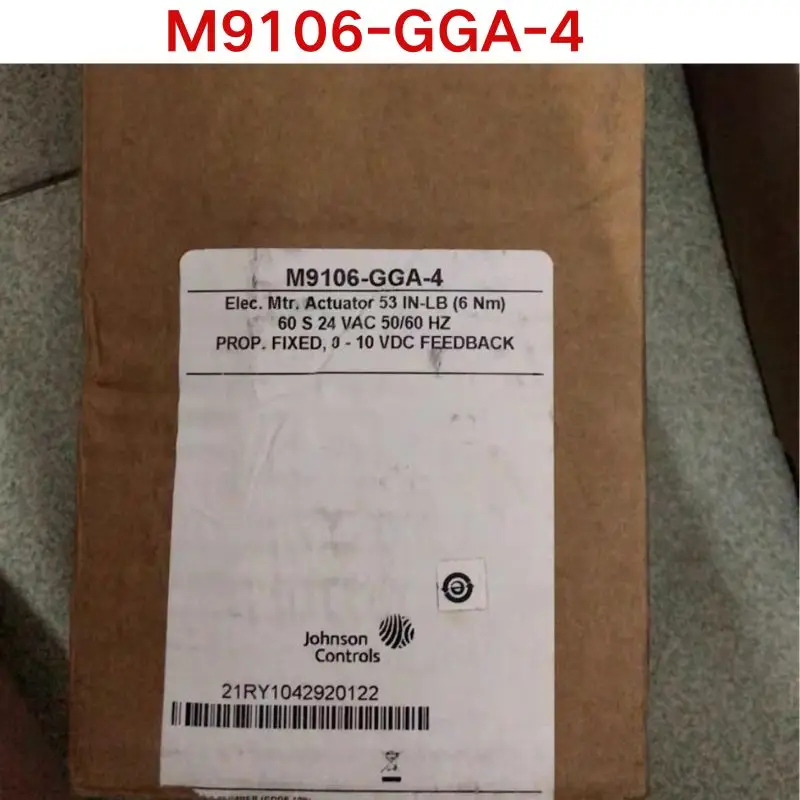 M9106-GGA-4
M9106-GGA-4
Elec. Mtr. Actuator 53 IN-LB (6 Nm)
60 S 24 VAC 50/60 HZ
PROP. FIXED, 0 - 10 VDC FEEDBACK
e
Johnson
Controls
21RY1042920122